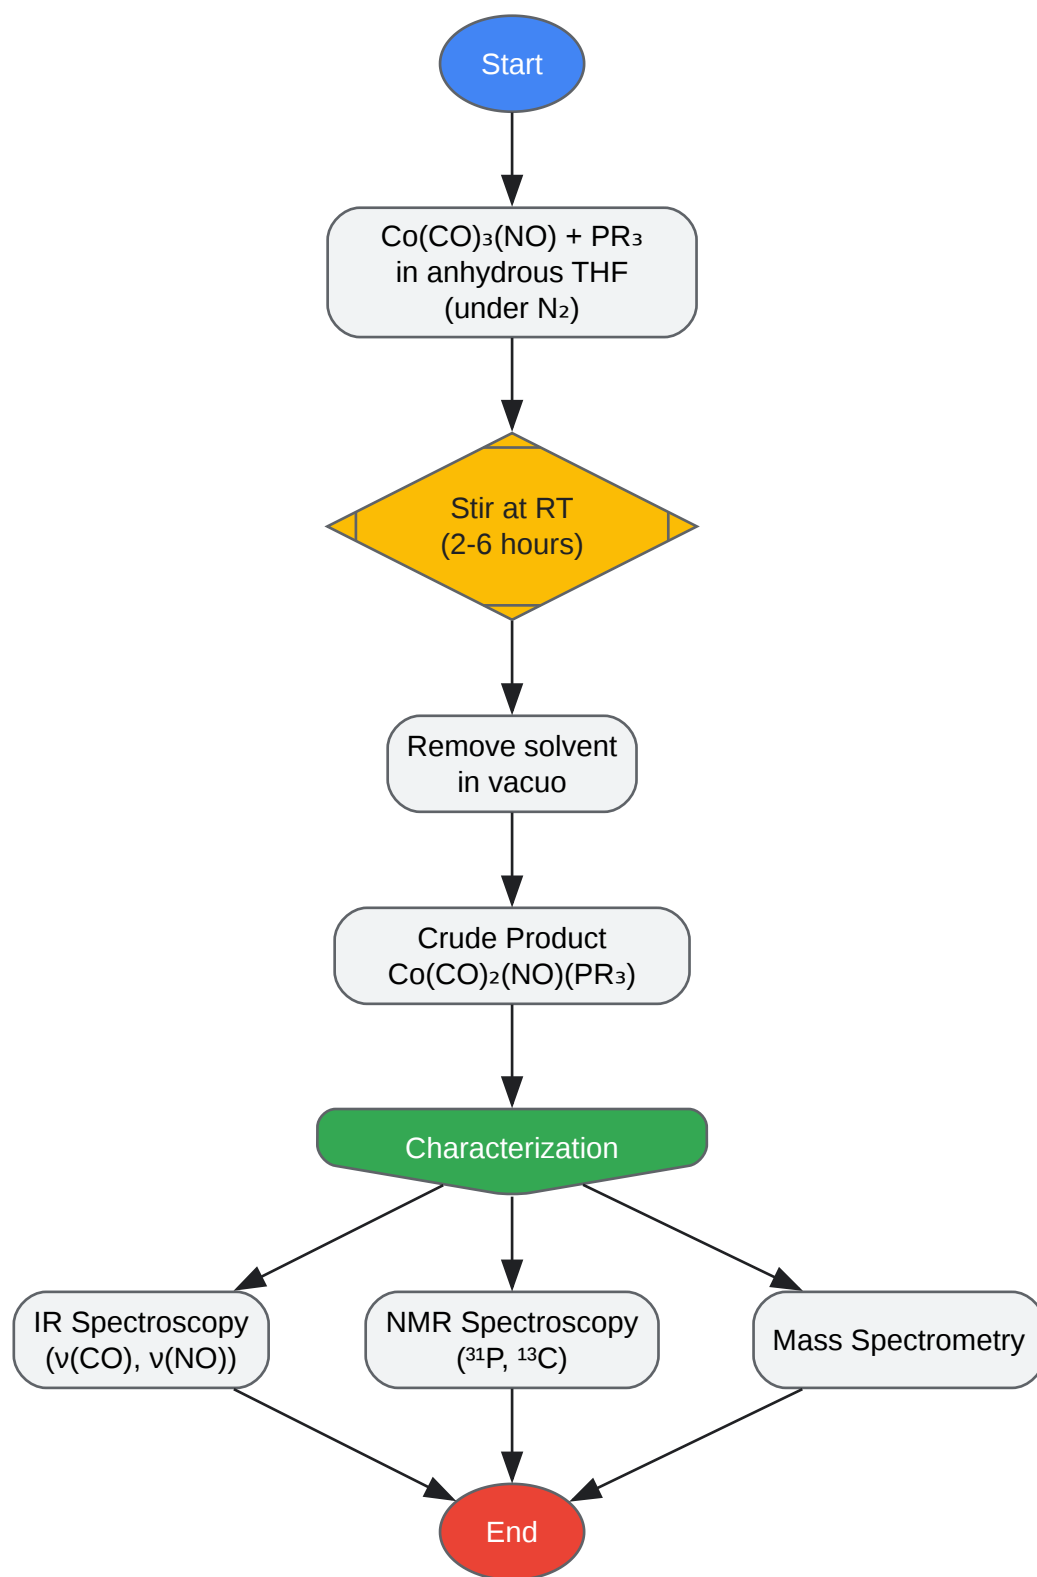 Start
Co(CO)₃(NO) + PR₃
in anhydrous THF
(under N₂)
Stir at RT
(2-6 hours)
Remove solvent
in vacuo
Crude Product
Co(CO)₂(NO)(PR₃)
Characterization
IR Spectroscopy
(ν(CO), ν(NO))
NMR Spectroscopy
(³¹P, ¹³C)
Mass Spectrometry
End